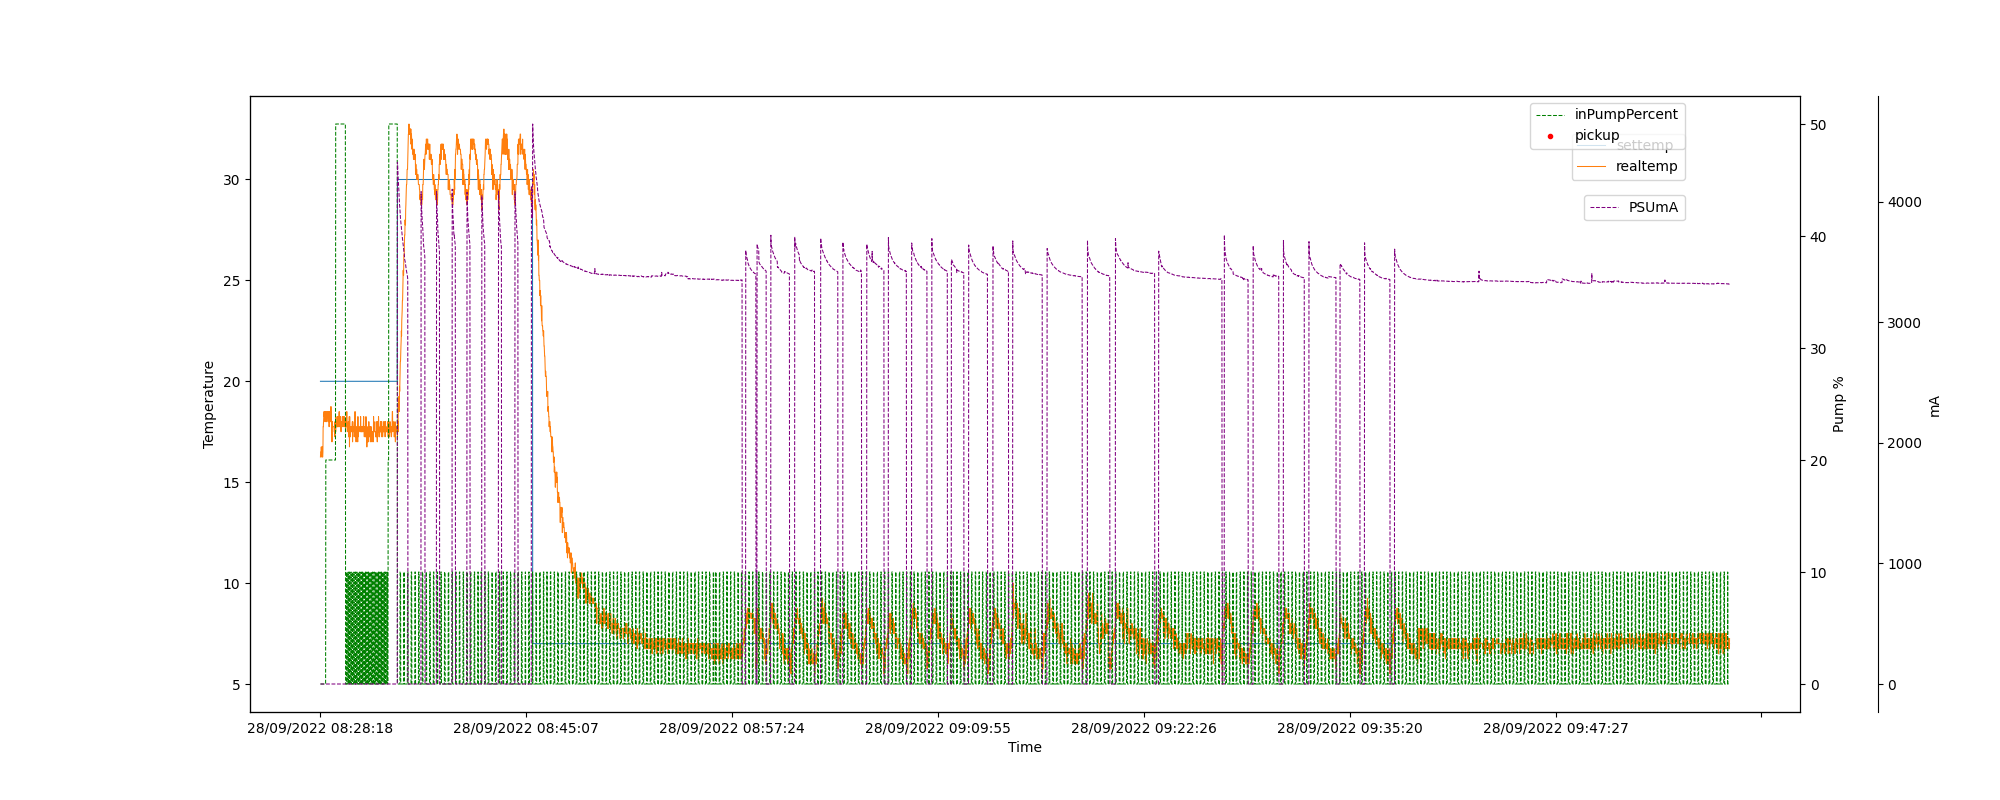 inPumpPercent
pickup
settemp
realtemp
PSUmA
30
25
20
15
10
5
Temperature
50
40
30
20
10
0
Pump %
4000
3000
2000
1000
0
mA
28/09/2022 08:28:18
28/09/2022 08:45:07
28/09/2022 08:57:24
28/09/2022 09:09:55
28/09/2022 09:22:26
28/09/2022 09:35:20
28/09/2022 09:47:27
Time